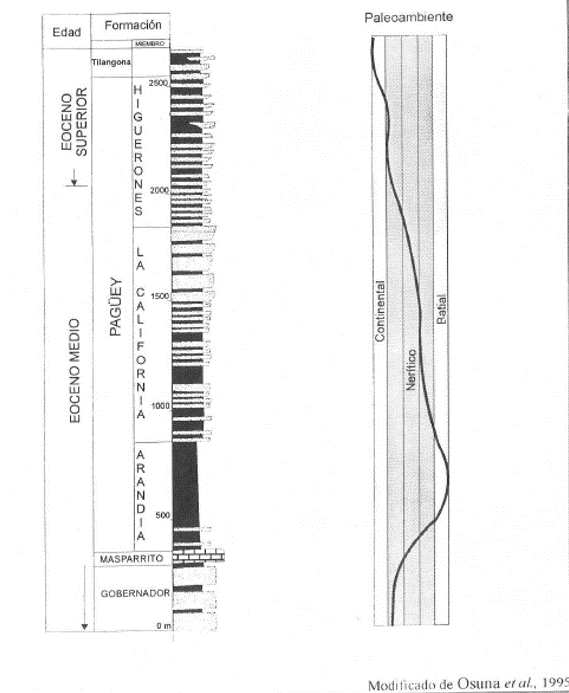 Paleoambiente
Edad
Formación
MIEMBRO
Tilangona
2500
HIGUERONES
EOCENO
SUPERIOR
2000
LA CALIFORNIA
PAGÜEY
1500
Continental
Batial
Nerítico
EOCENO MEDIO
1000
ARANDIA
500
MASPARRITO
GOBERNADOR
0 m
Modificado de Osuna et al., 1995